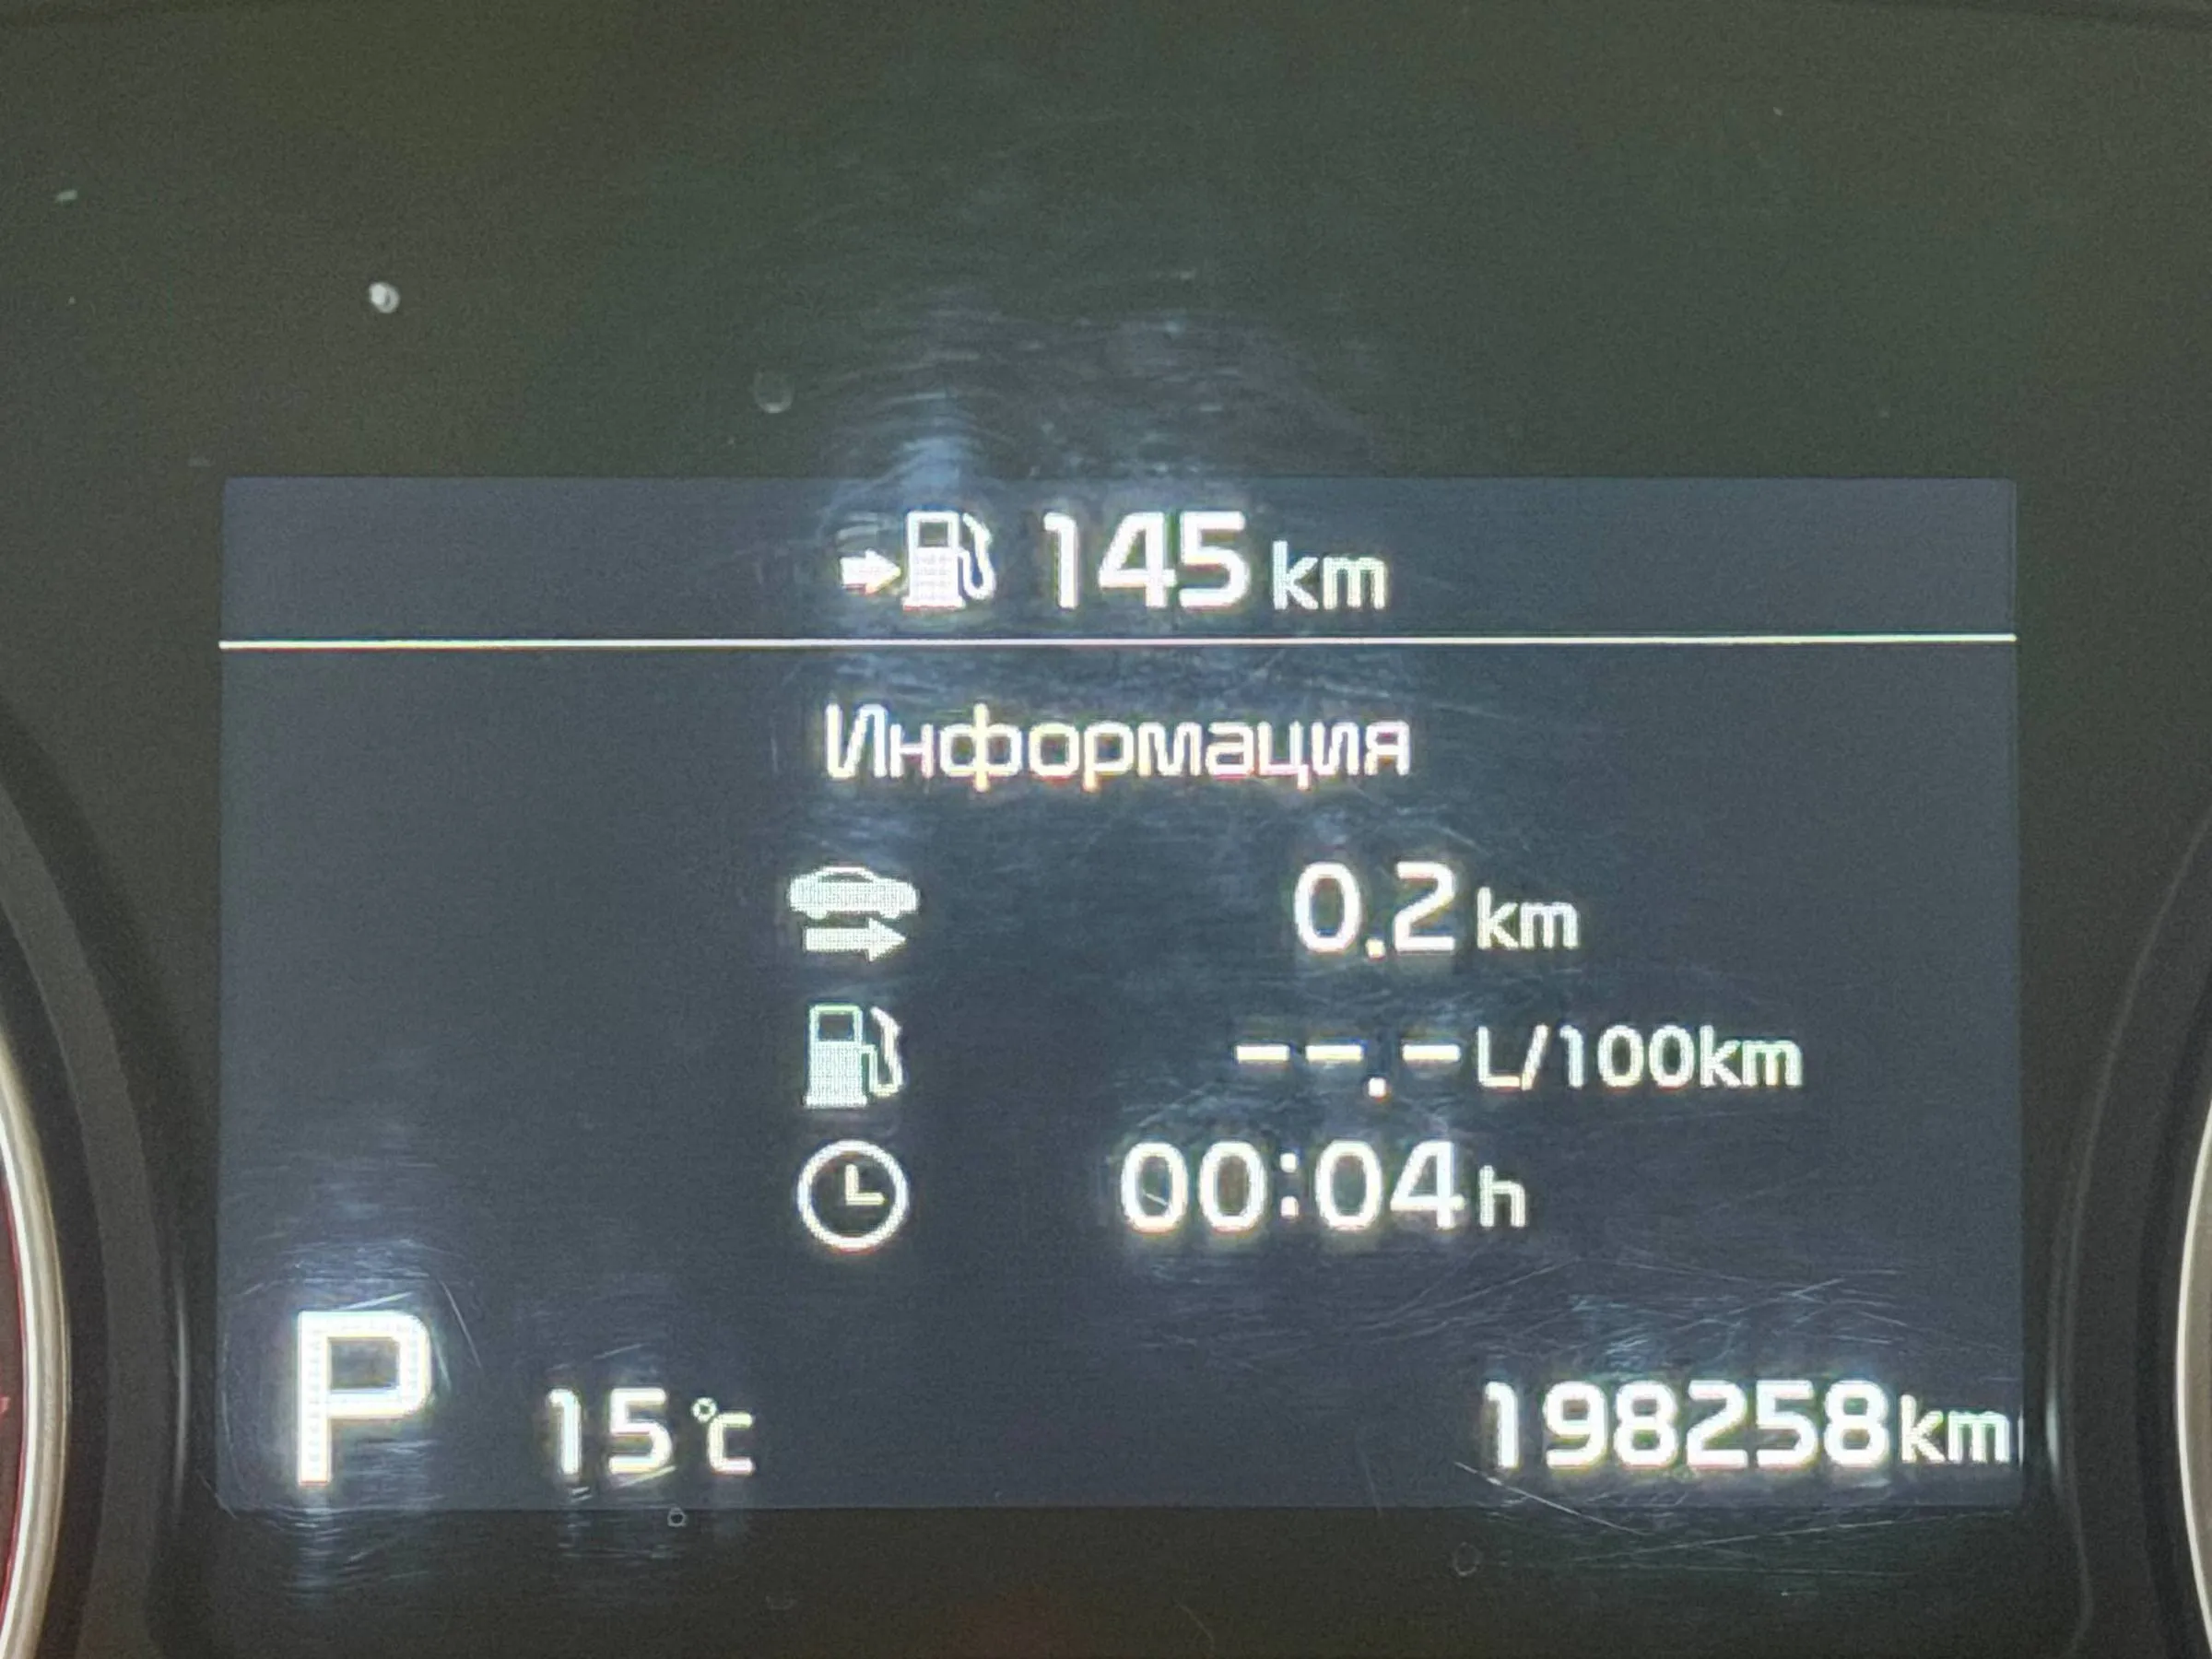 145 km
Информация
0.2 km
--.- L/100km
00:04 h
P 15 °C 198258 km